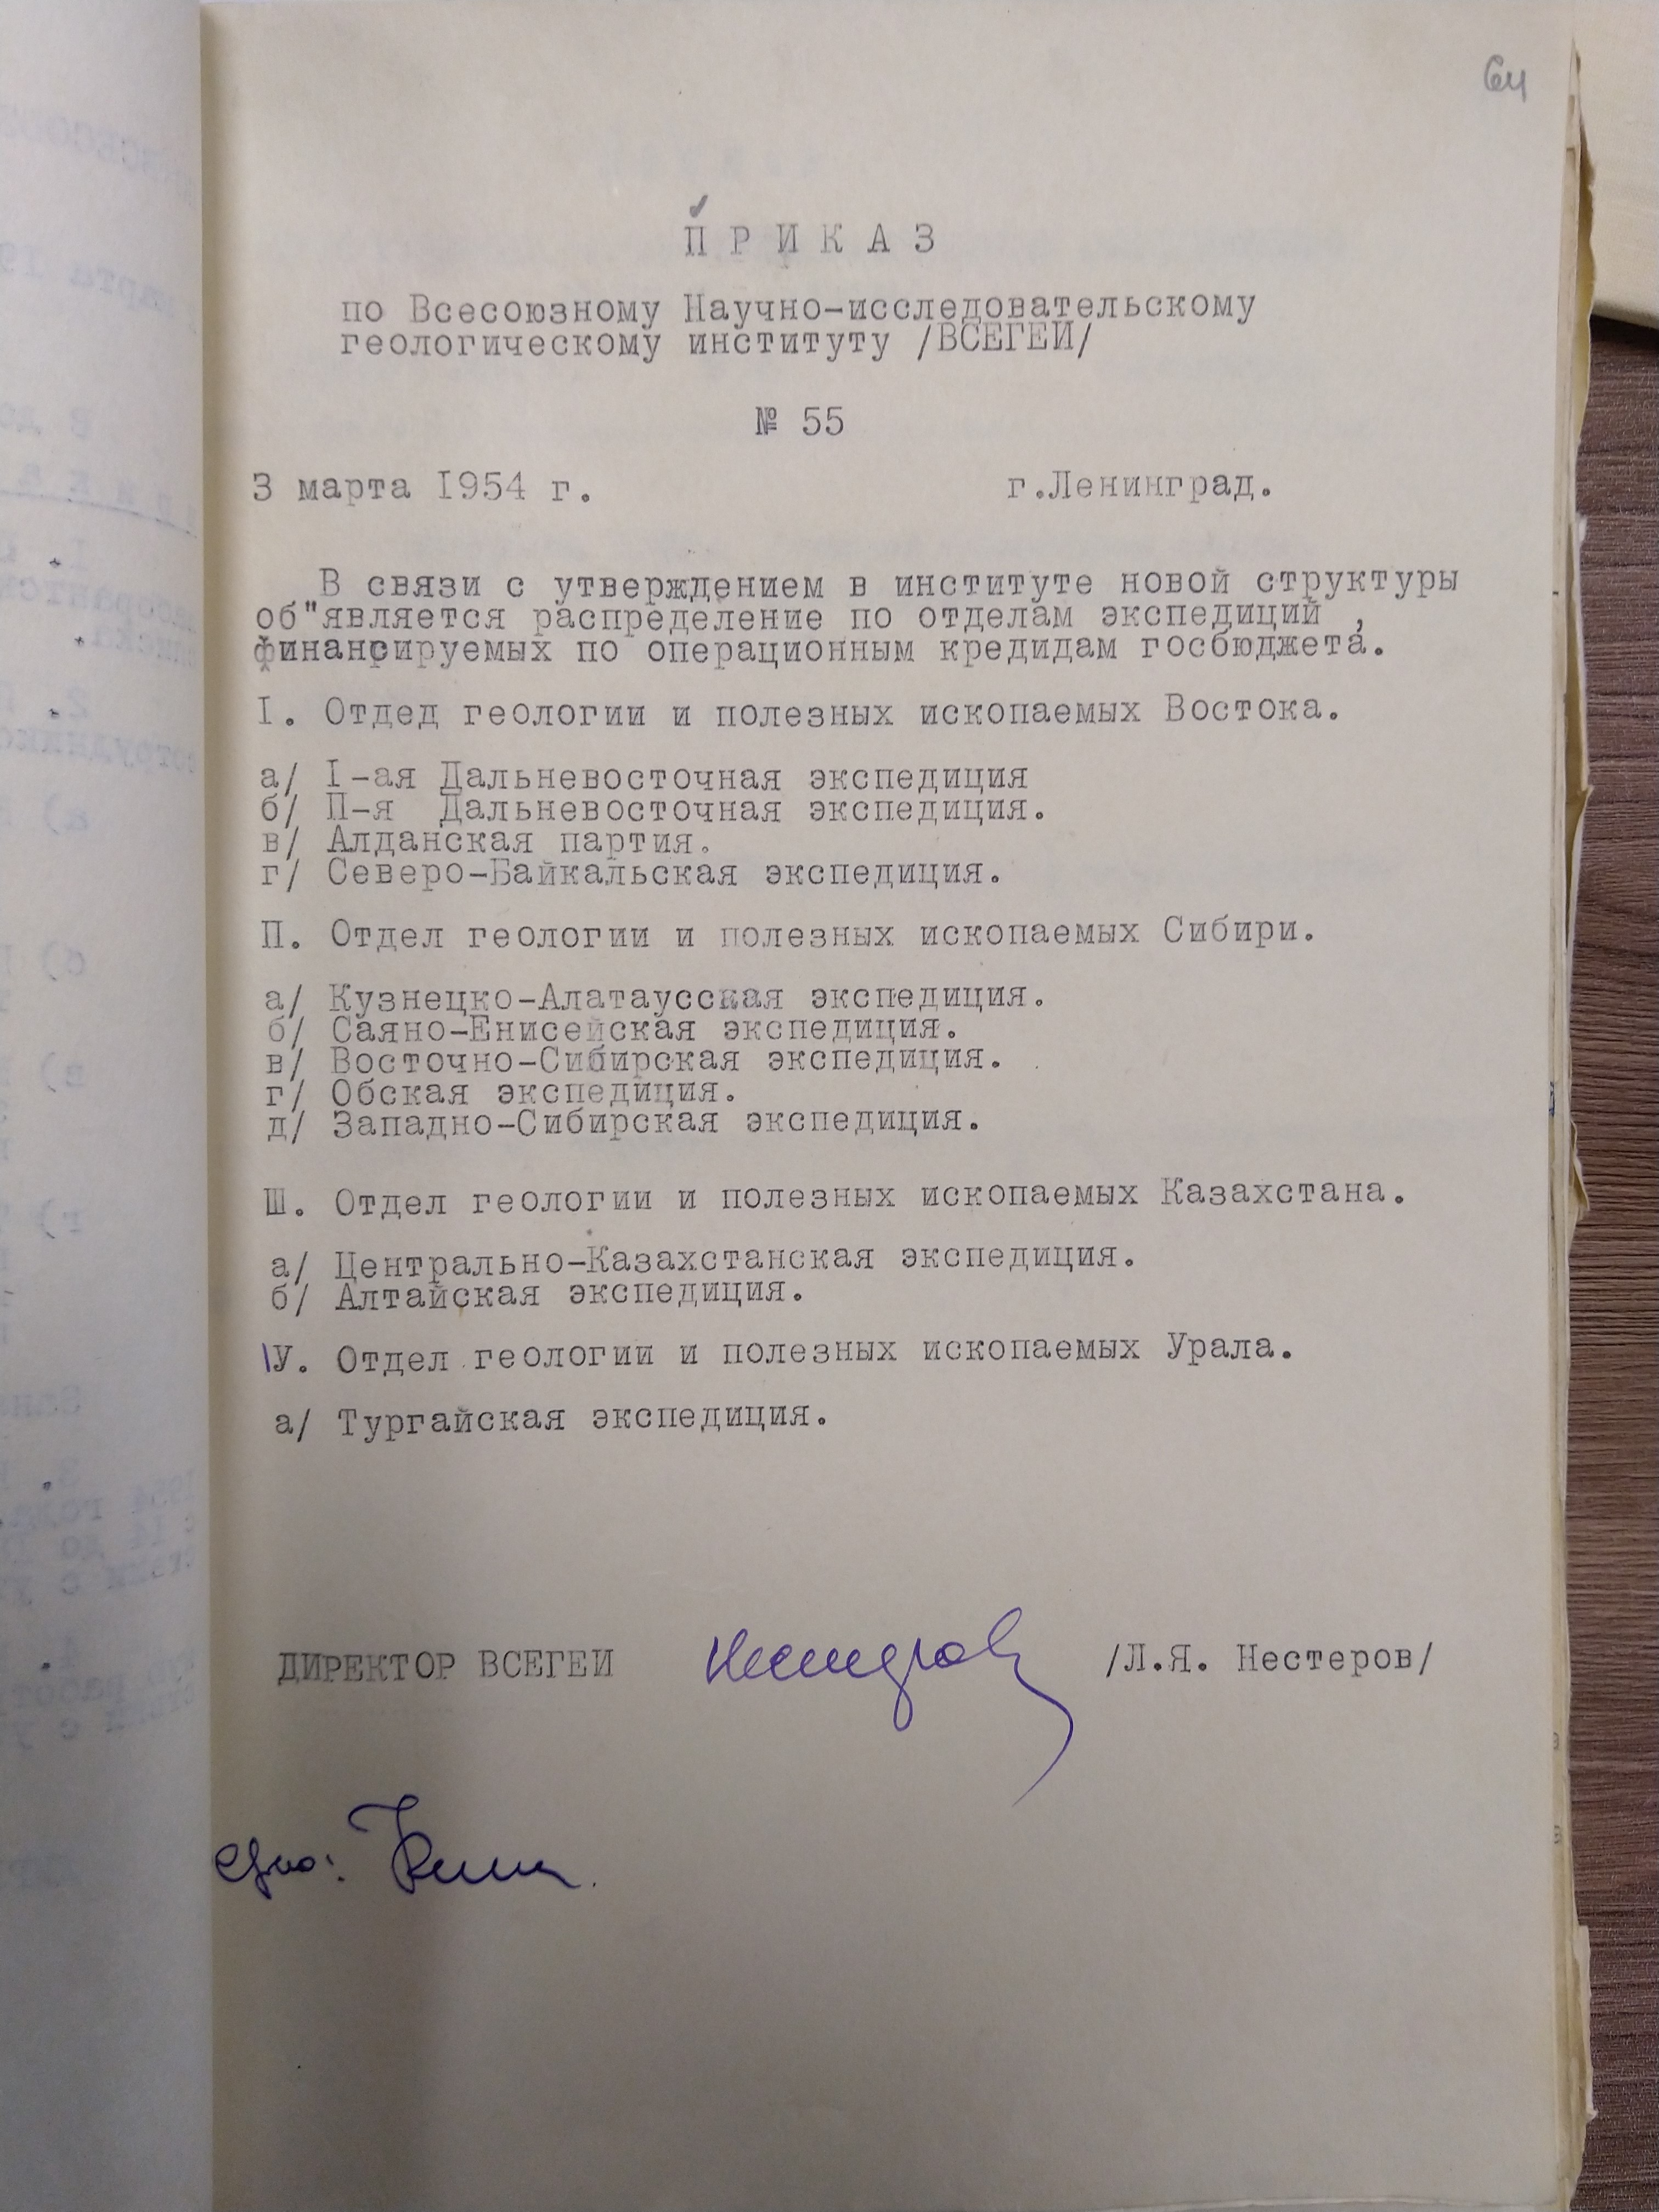 64
П Р И К А З
по Всесоюзному Научно-исследовательскому
геологическому институту /ВСЕГЕИ/
№ 55
3 марта 1954 г. г.Ленинград.
В связи с утверждением в институте новой структуры
об"является распределение по отделам экспедиций ,
финансируемых по операционным кредидам госбюджета.
I. Отдед геологии и полезных ископаемых Востока.
а/ I-ая Дальневосточная экспедиция
б/ П-я Дальневосточная экспедиция.
в/ Алданская партия.
г/ Северо-Байкальская экспедиция.
П. Отдел геологии и полезных ископаемых Сибири.
а/ Кузнецко-Алатаусская экспедиция.
б/ Саяно-Енисейская экспедиция.
в/ Восточно-Сибирская экспедиция.
г/ Обская экспедиция.
д/ Западно-Сибирская экспедиция.
Ш. Отдел геологии и полезных ископаемых Казахстана.
а/ Центрально-Казахстанская экспедиция.
б/ Алтайская экспедиция.
IУ. Отдел геологии и полезных ископаемых Урала.
а/ Тургайская экспедиция.
ДИРЕКТОР ВСЕГЕИ Нестеров /Л.Я. Нестеров/